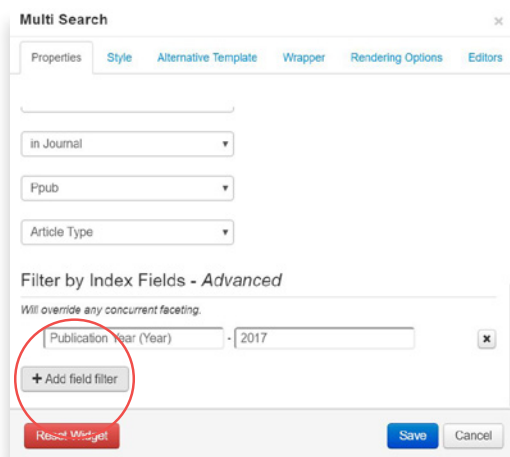 Multi Search ×
Properties Style Alternative Template Wrapper Rendering Options Editors
in Journal
Ppub
Article Type
Filter by Index Fields - Advanced
Will override any concurrent faceting.
Publication Year (Year) - 2017 x
+ Add field filter
Reset Widget Save Cancel